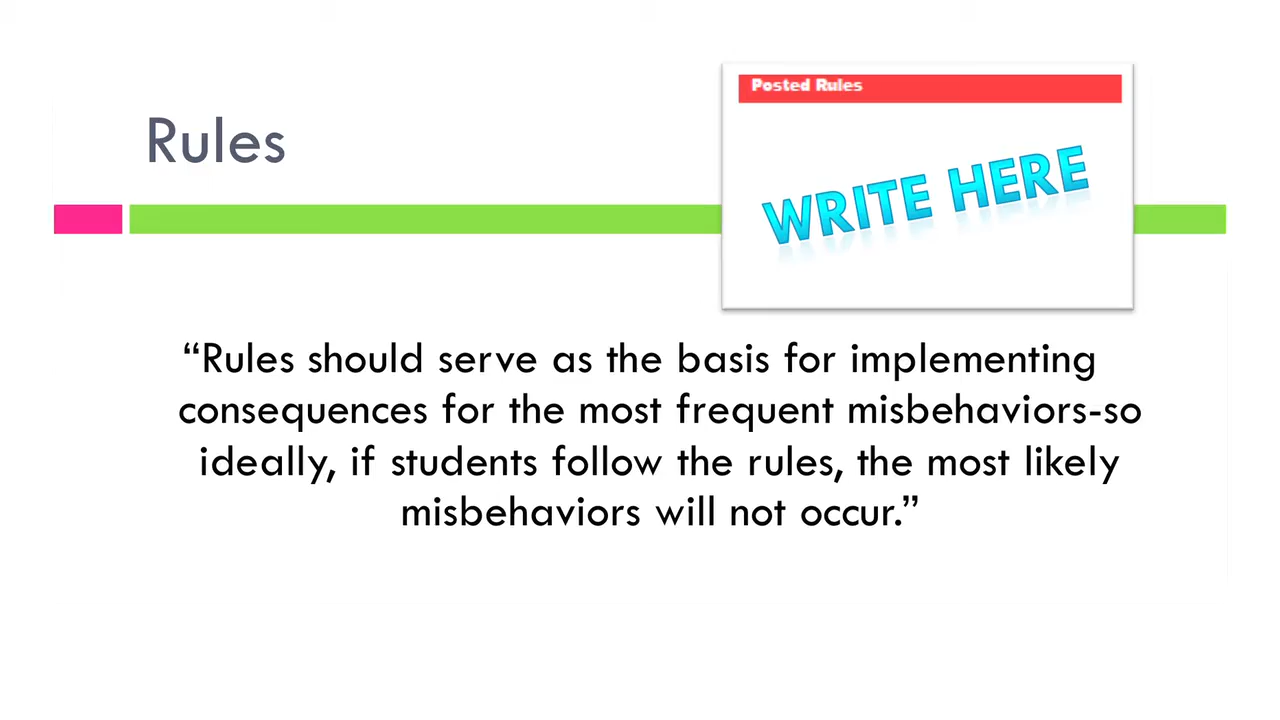 Rules
Posted Rules
WRITE HERE
“Rules should serve as the basis for implementing
consequences for the most frequent misbehaviors-so
ideally, if students follow the rules, the most likely
misbehaviors will not occur.”